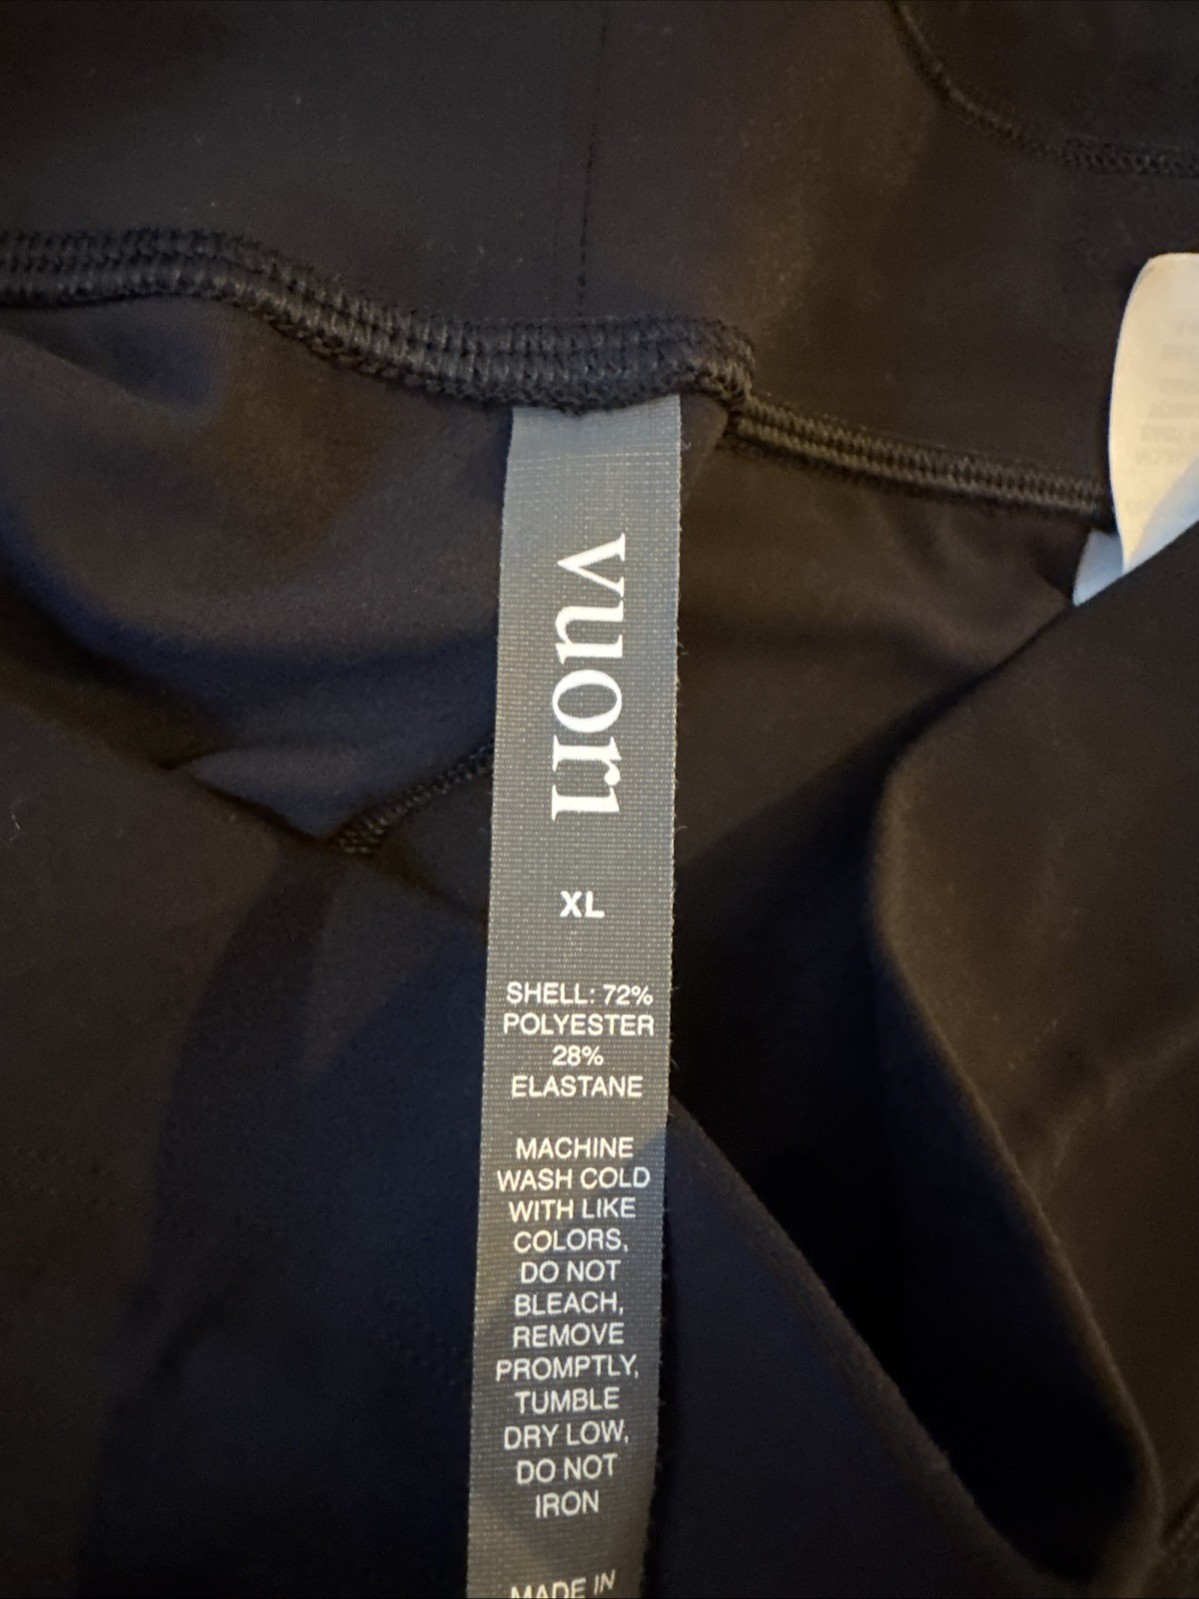 vuori
XL
SHELL: 72%
POLYESTER
28%
ELASTANE
MACHINE
WASH COLD
WITH LIKE
COLORS,
DO NOT
BLEACH,
REMOVE
PROMPTLY,
TUMBLE
DRY LOW,
DO NOT
IRON
MADE IN